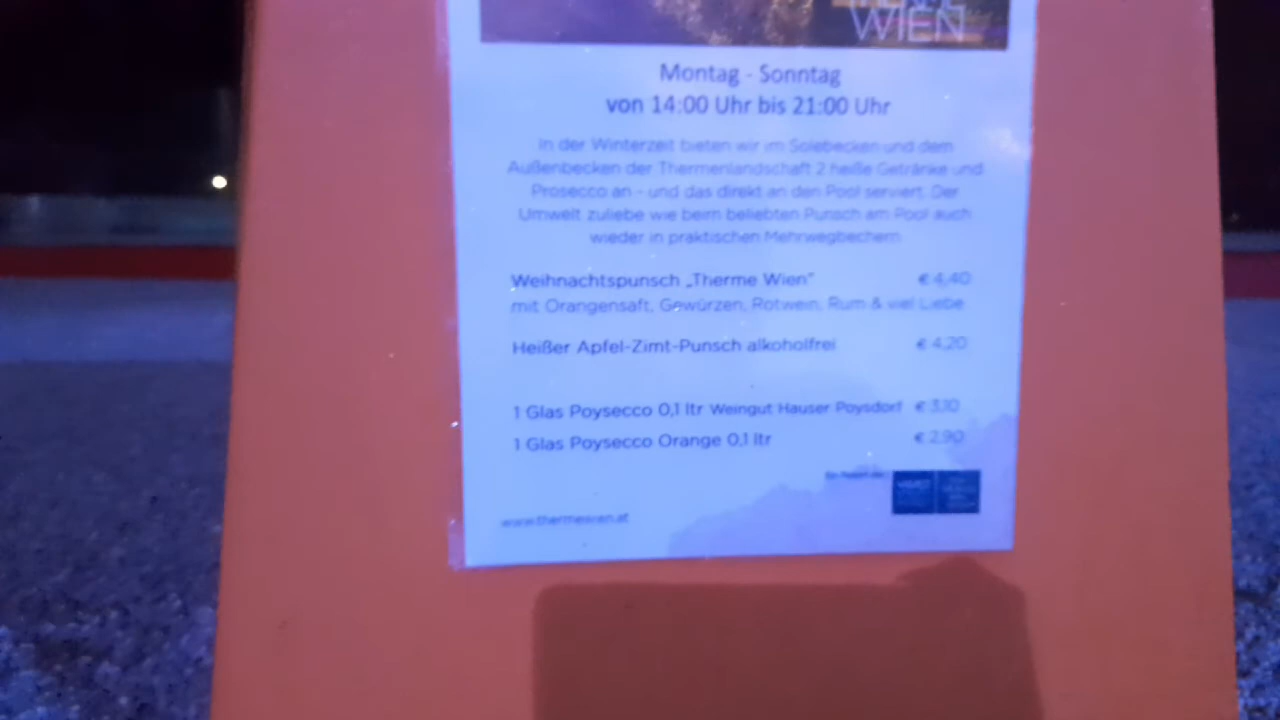 WIEN
Montag - Sonntag
von 14:00 Uhr bis 21:00 Uhr
In der Winterzeit bieten wir im Solebecken und dem
Außenbecken der Thermenlandschaft 2 heiße Getränke und
Prosecco an - und das direkt an den Pool serviert. Der
Umwelt zuliebe wie beim beliebten Punsch am Pool auch
wieder in praktischen Mehrwegbechern.
Weihnachtspunsch „Therme Wien“ € 4,40
mit Orangensaft, Gewürzen, Rotwein, Rum & viel Liebe
Heißer Apfel-Zimt-Punsch alkoholfrei € 4,20
1 Glas Poysecco 0,1 ltr Weingut Hauser Poysdorf € 3,10
1 Glas Poysecco Orange 0,1 ltr € 2,90
www.thermewien.at